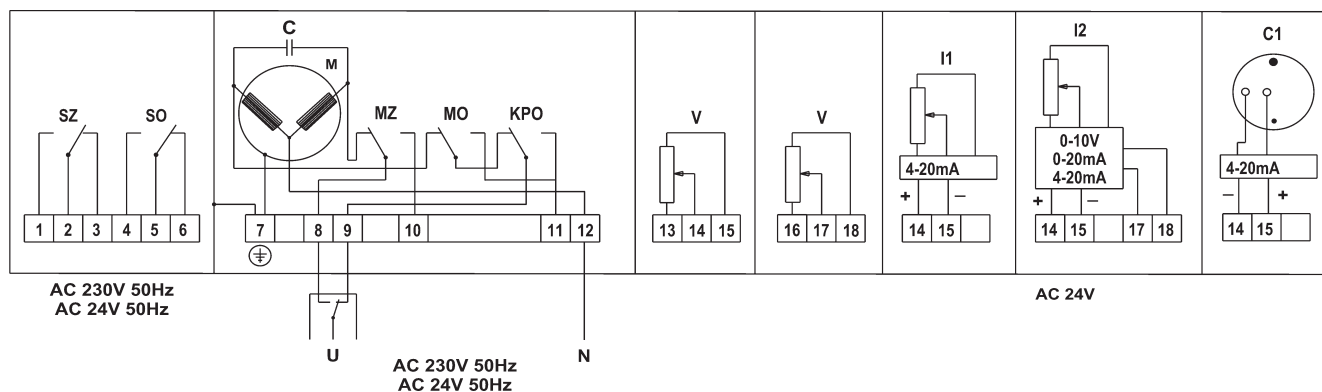 C
M
SZ
SO
MZ
MO
KPO
V
V
I1
I2
C1
0-10V
0-20mA
4-20mA
4-20mA
4-20mA
+
–
+
–
–
+
1 2 3 4 5 6
7 8 9 10 11 12
13 14 15
16 17 18
14 15
14 15 17 18
14 15
AC 230V 50Hz
AC 24V 50Hz
AC 24V
U
N
AC 230V 50Hz
AC 24V 50Hz